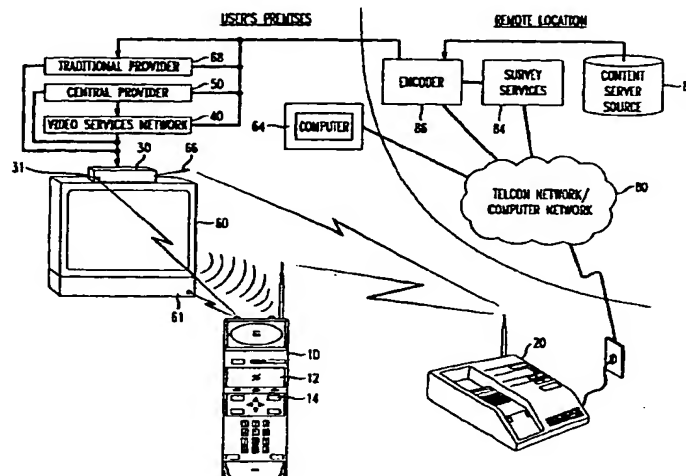 USER'S PREMISES
REMOTE LOCATION
TRADITIONAL PROVIDER
68
CENTRAL PROVIDER
50
VIDEO SERVICES NETWORK
40
ENCODER
86
SURVEY SERVICES
84
CONTENT SERVER SOURCE
64
COMPUTER
30
66
31
TELCON NETWORK/
COMPUTER NETWORK
80
60
61
10
12
14
20